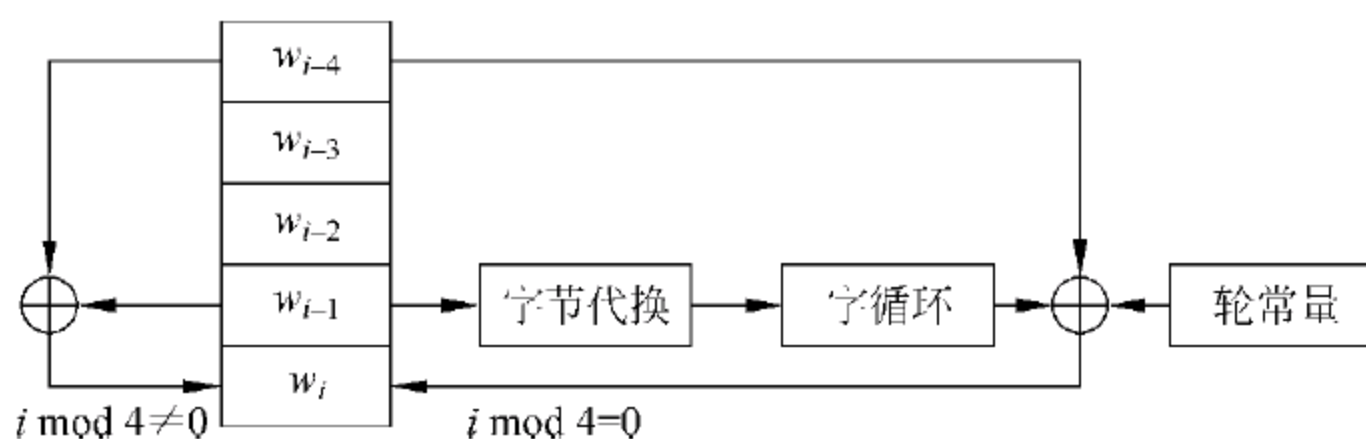 w_{i-4}
w_{i-3}
w_{i-2}
w_{i-1} 字节代换 字循环 轮常量
w_i
i mod 4≠0 i mod 4=0